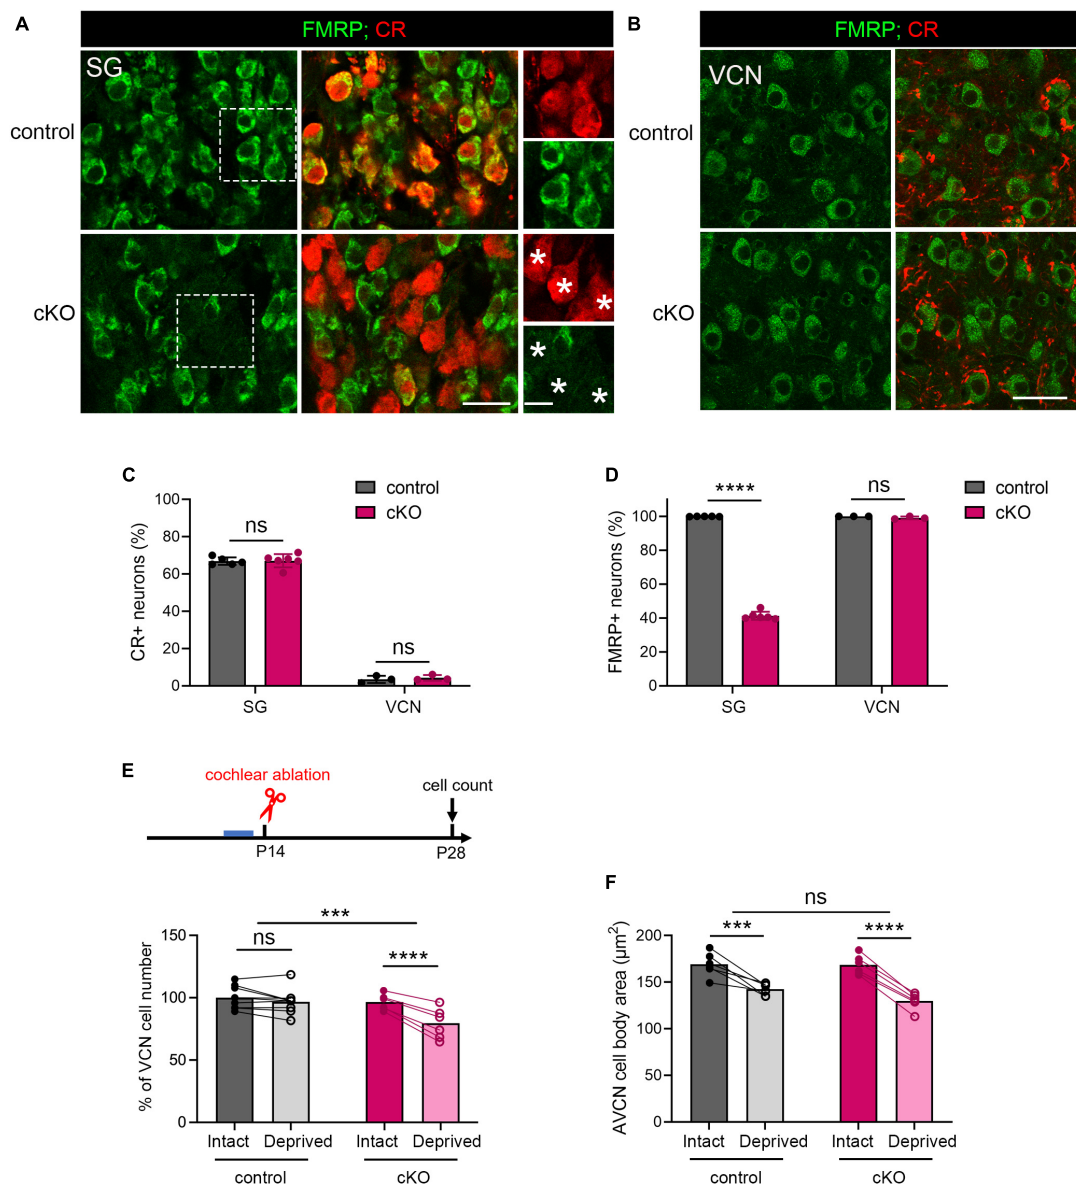 A
FMRP; CR
SG
control
cKO
* * *
* * *
B
FMRP; CR
VCN
control
cKO
C
control
cKO
CR+ neurons (%)
100
80
60
40
20
0
ns
ns
SG
VCN
D
control
cKO
FMRP+ neurons (%)
100
80
60
40
20
0
****
ns
SG
VCN
E
cochlear ablation
cell count
P14
P28
% of VCN cell number
150
100
50
0
***
ns
****
Intact Deprived Intact Deprived
control cKO
F
AVCN cell body area (µm²)
200
150
100
50
0
ns
***
****
Intact Deprived Intact Deprived
control cKO